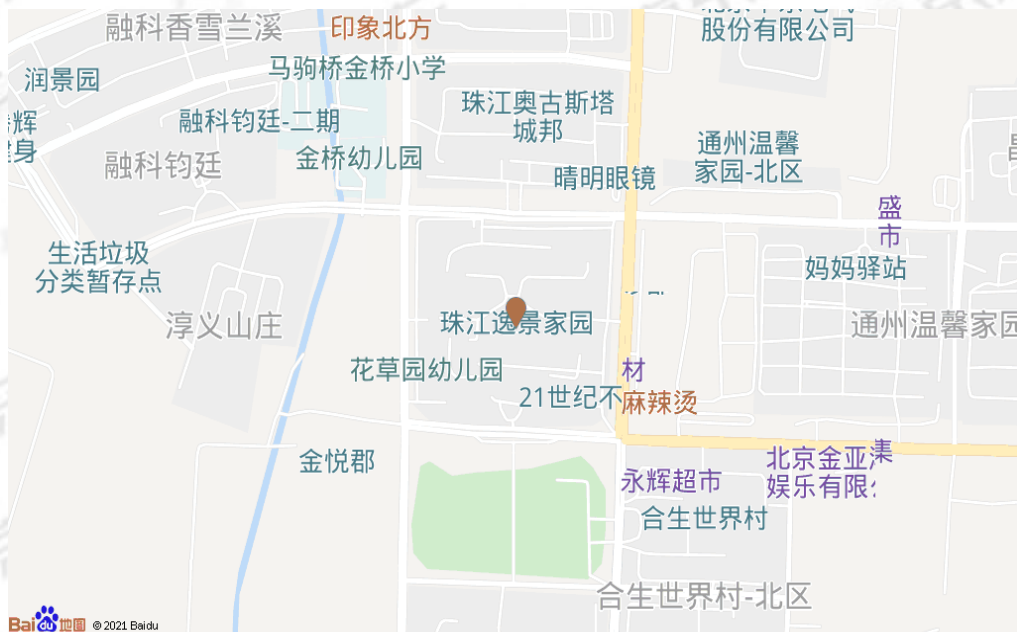 融科香雪兰溪
印象北方
股份有限公司
马驹桥金桥小学
润景园
珠江奥古斯塔
城邦
融科钧廷-二期
辉
身
通州温馨
家园-北区
金桥幼儿园
融科钧廷
晴明眼镜
盛
市
生活垃圾
分类暂存点
妈妈驿站
珠江逸景家园
淳义山庄
通州温馨家园
花草园幼儿园
材
21世纪不
麻辣烫
金悦郡
北京金亚
集
娱乐有限
永辉超市
合生世界村
合生世界村-北区
Bai du 地图 © 2021 Baidu